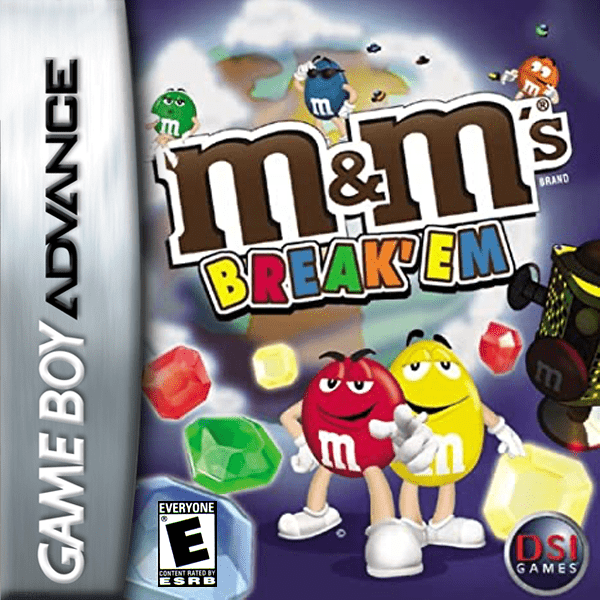 GAME BOY ADVANCE
m
m
m&m's®
BRAND
BREAK'EM
m
m
m
©
EVERYONE
E®
CONTENT RATED BY
ESRB
DSI
GAMES